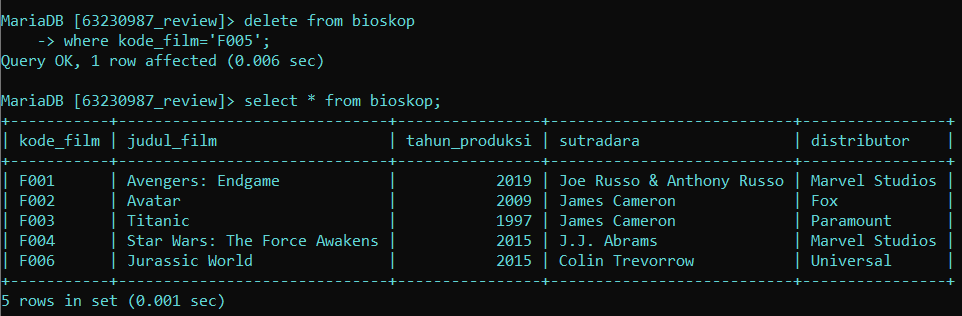 MariaDB [63230987_review]> delete from bioskop
    -> where kode_film='F005';
Query OK, 1 row affected (0.006 sec)

MariaDB [63230987_review]> select * from bioskop;
+-----------+------------------------------+----------------+---------------------------+----------------+
| kode_film | judul_film                   | tahun_produksi | sutradara                 | distributor    |
+-----------+------------------------------+----------------+---------------------------+----------------+
| F001      | Avengers: Endgame            |           2019 | Joe Russo & Anthony Russo | Marvel Studios |
| F002      | Avatar                       |           2009 | James Cameron             | Fox            |
| F003      | Titanic                      |           1997 | James Cameron             | Paramount      |
| F004      | Star Wars: The Force Awakens |           2015 | J.J. Abrams               | Marvel Studios |
| F006      | Jurassic World               |           2015 | Colin Trevorrow           | Universal      |
+-----------+------------------------------+----------------+---------------------------+----------------+
5 rows in set (0.001 sec)